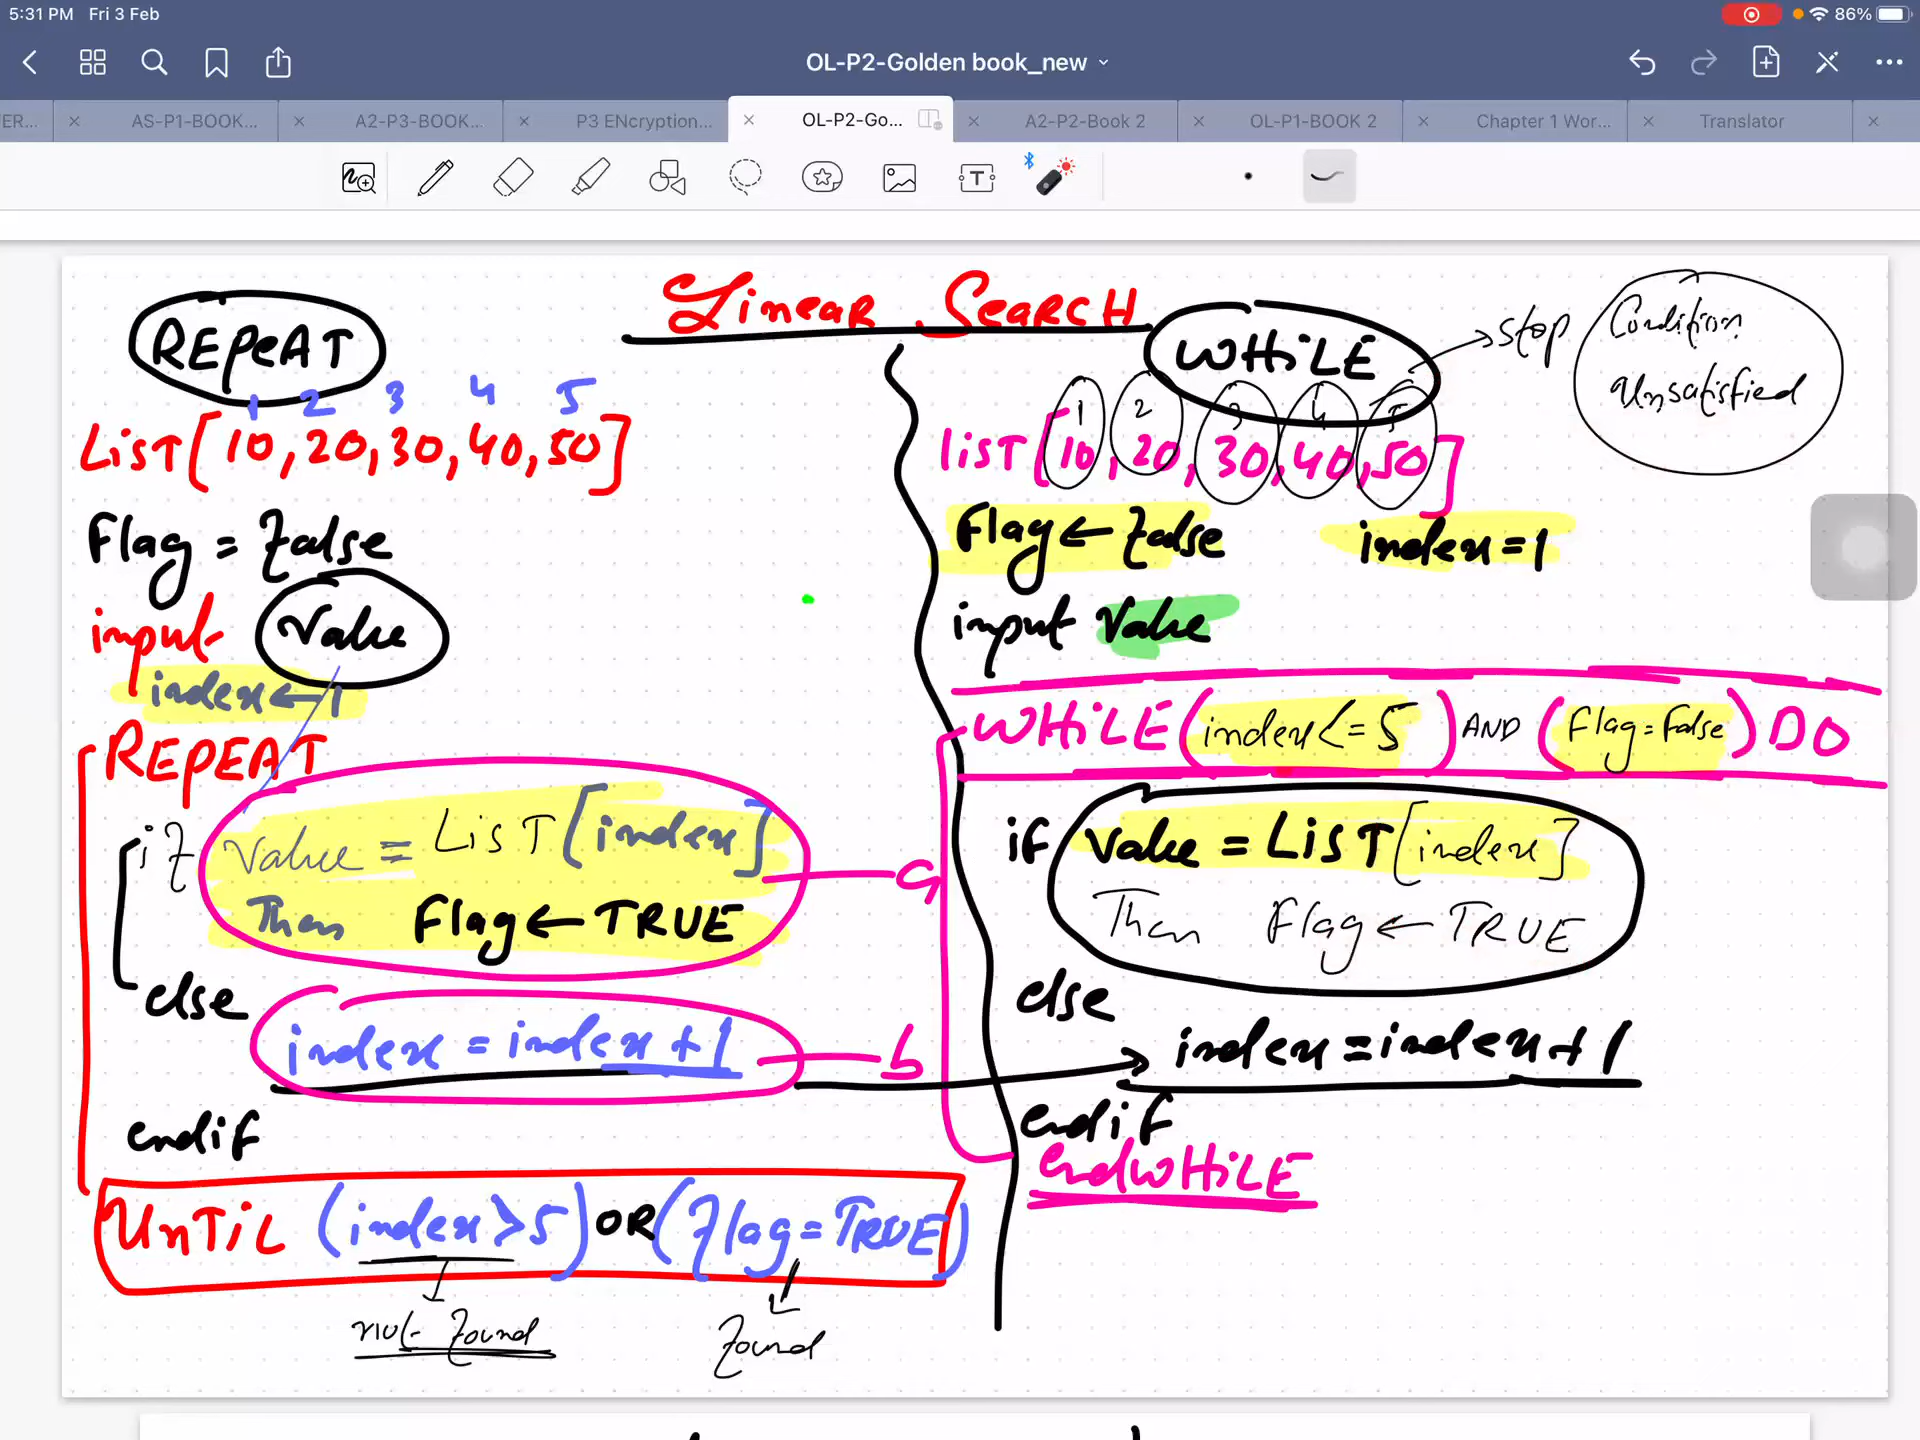 5:31 PM Fri 3 Feb
86%
OL-P2-Golden book_new
ER...
AS-P1-BOOK...
A2-P3-BOOK...
P3 ENcryption...
OL-P2-Go...
A2-P2-Book 2
OL-P1-BOOK 2
Chapter 1 Wor...
Translator
Linear Search
REPEAT
1 2 3 4 5
LIST[10,20,30,40,50]
Flag = False
input Value
index ← 1
REPEAT
if Value = LIST[index]
Then Flag ← TRUE
a
else
index = index + 1
b
endif
UNTIL (index > 5) OR (Flag = TRUE)
not found
found
WHILE
stop
Condition
Unsatisfied
1 2 3 4 5
list[10,20,30,40,50]
Flag ← False index = 1
input Value
WHILE (index <= 5) AND (Flag = False) DO
if Value = LIST[index]
Then Flag ← TRUE
else
index = index + 1
endif
endWHILE